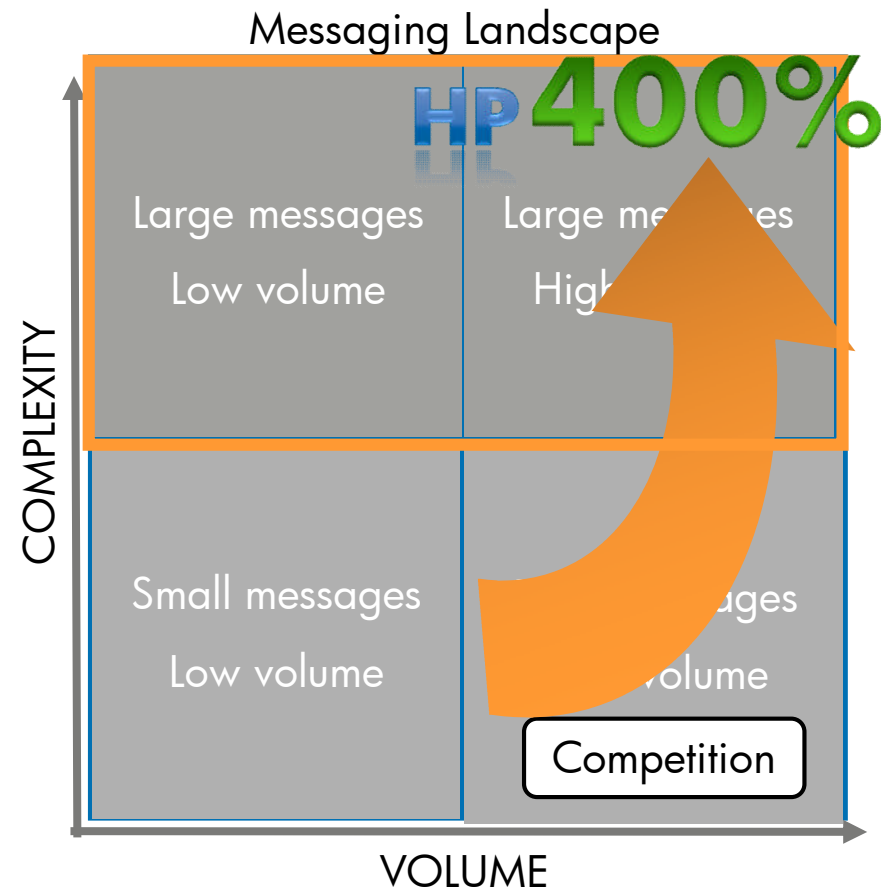 Messaging Landscape
HP 400%
Large messages
Low volume
Large me es
Hig
COMPLEXITY
Small messages
Low volume
ages
volume
Competition
VOLUME